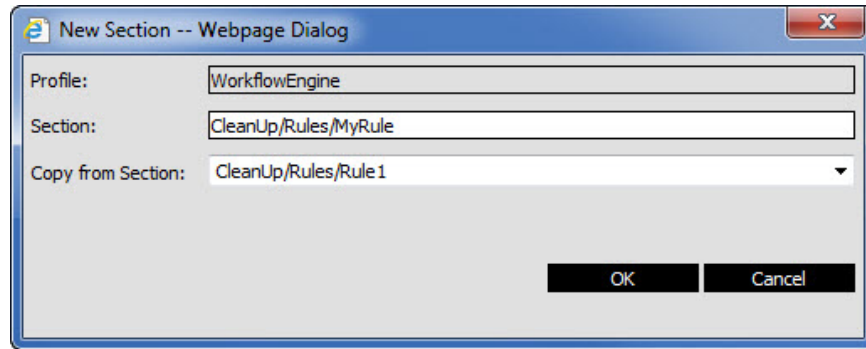 New Section -- Webpage Dialog
Profile: WorkflowEngine
Section: CleanUp/Rules/MyRule
Copy from Section: CleanUp/Rules/Rule1
OK Cancel